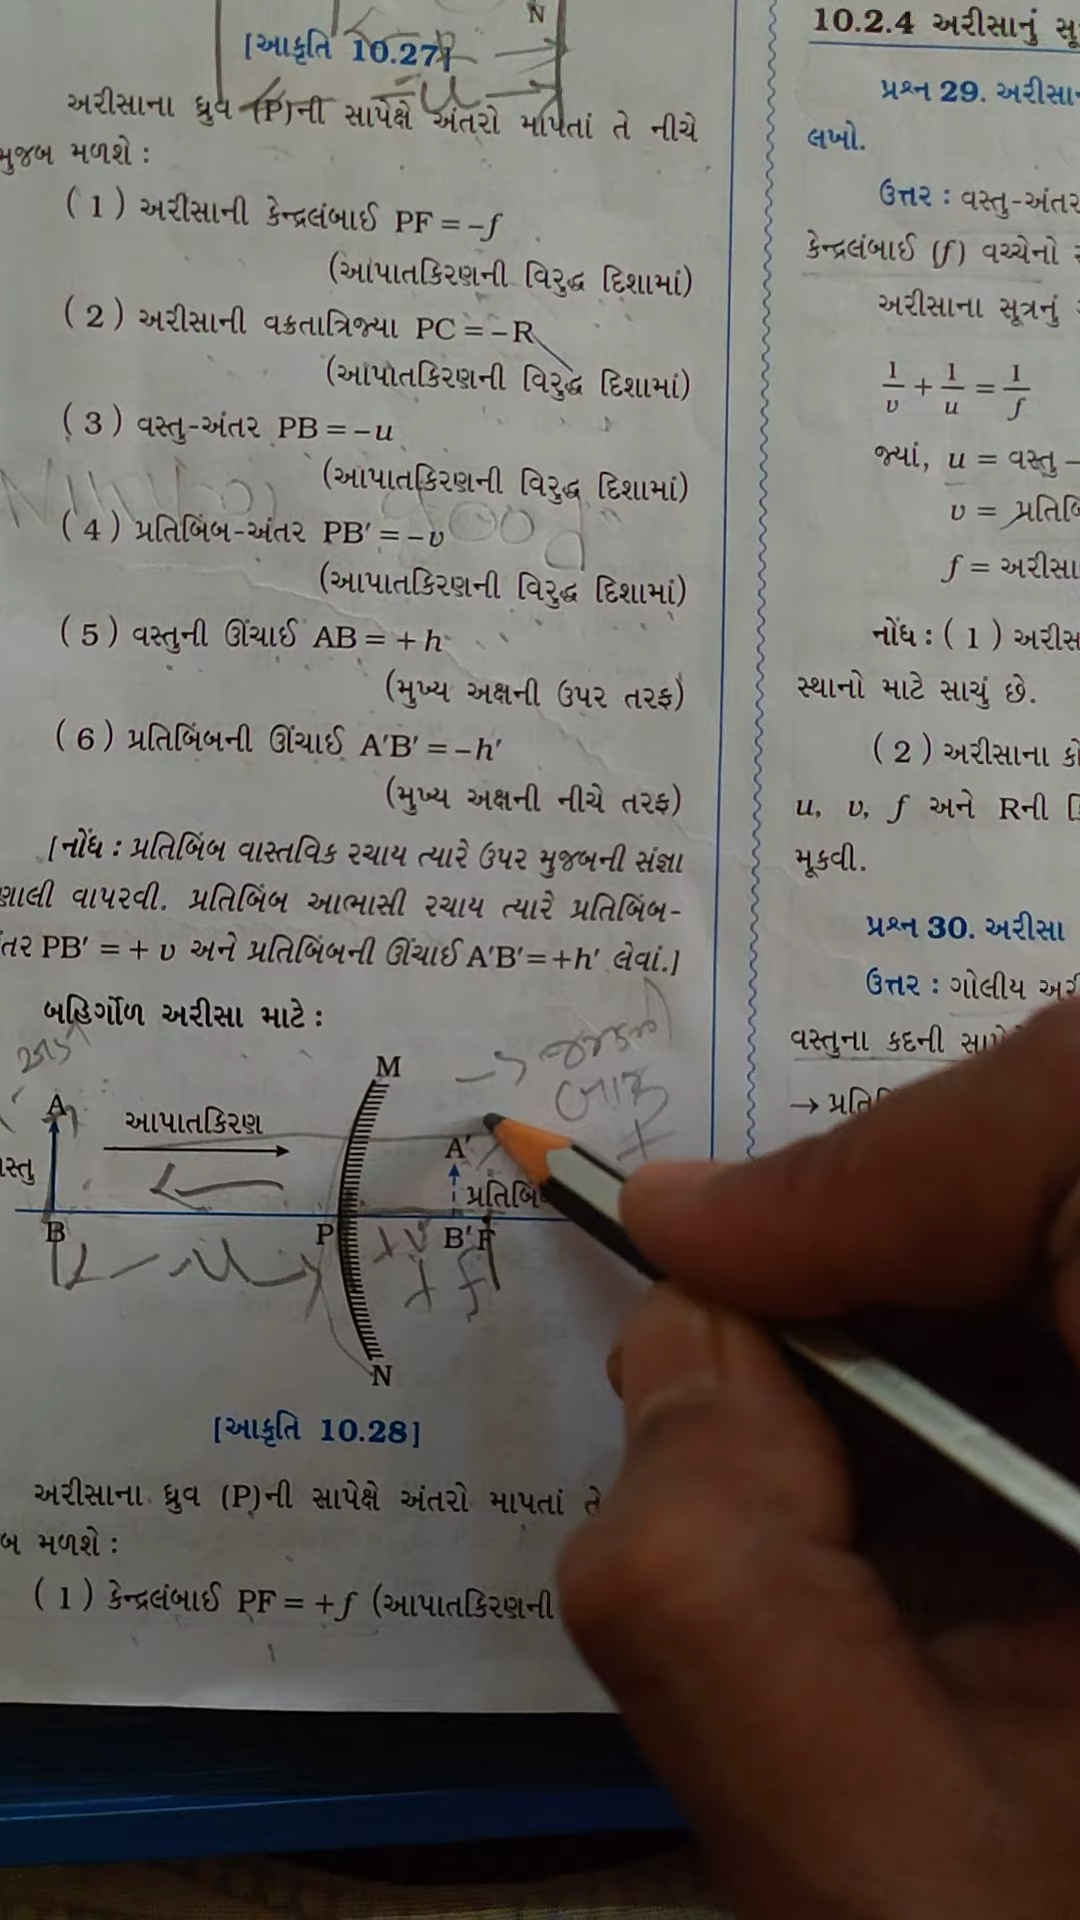 N
[આકૃતિ 10.27]
અરીસાના ધ્રુવ (P)ની સાપેક્ષે અંતરો માપતાં તે નીચે
મુજબ મળશે :
(1) અરીસાની કેન્દ્રલંબાઈ PF = –f
(આપાતકિરણની વિરુદ્ધ દિશામાં)
(2) અરીસાની વક્રતાત્રિજ્યા PC = –R
(આપાતકિરણની વિરુદ્ધ દિશામાં)
(3) વસ્તુ-અંતર PB = –u
(આપાતકિરણની વિરુદ્ધ દિશામાં)
(4) પ્રતિબિંબ-અંતર PB′ = –v
(આપાતકિરણની વિરુદ્ધ દિશામાં)
(5) વસ્તુની ઊંચાઈ AB = + h
(મુખ્ય અક્ષની ઉપર તરફ)
(6) પ્રતિબિંબની ઊંચાઈ A′B′ = –h′
(મુખ્ય અક્ષની નીચે તરફ)
[નોંધ : પ્રતિબિંબ વાસ્તવિક રચાય ત્યારે ઉપર મુજબની સંજ્ઞા
ણાલી વાપરવી. પ્રતિબિંબ આભાસી રચાય ત્યારે પ્રતિબિંબ-
તર PB′ = + v અને પ્રતિબિંબની ઊંચાઈ A′B′= +h′ લેવાં.]
બહિર્ગોળ અરીસા માટે :
M
A
આપાતકિરણ
A′
સ્તુ
પ્રતિબિંબ
B
P
+v
B′ F
– u
+ f
N
[આકૃતિ 10.28]
અરીસાના ધ્રુવ (P)ની સાપેક્ષે અંતરો માપતાં તે
બ મળશે :
(1) કેન્દ્રલંબાઈ PF = +f (આપાતકિરણની
10.2.4 અરીસાનું સૂ
પ્રશ્ન 29. અરીસાન
લખો.
ઉત્તર : વસ્તુ-અંતર
કેન્દ્રલંબાઈ (f) વચ્ચેનો
અરીસાના સૂત્રનું
1/v + 1/u = 1/f
જ્યાં, u = વસ્તુ –
v = પ્રતિબિ
f = અરીસા
નોંધ : (1) અરીસ
સ્થાનો માટે સાચું છે.
(2) અરીસાના કો
u, v, f અને Rની
મૂકવી.
પ્રશ્ન 30. અરીસા
ઉત્તર : ગોલીય અરી
વસ્તુના કદની સાપે
→ પ્રતિ